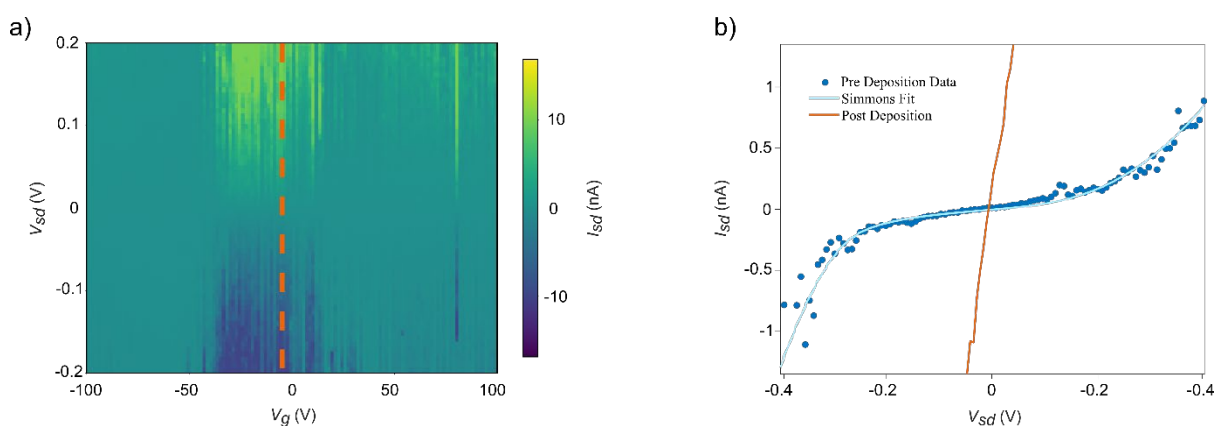 a)
0.2
0.1
0
-0.1
-0.2
V_sd (V)
-100
-50
0
50
100
V_g (V)
10
0
-10
I_sd (nA)
b)
1
0.5
0
-0.5
-1
I_sd (nA)
Pre Deposition Data
Simmons Fit
Post Deposition
-0.4
-0.2
0
-0.2
-0.4
V_sd (V)